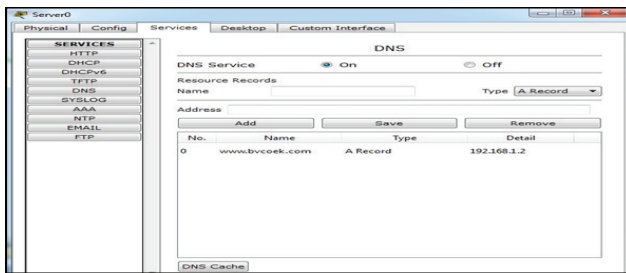 Server0
Physical Config Services Desktop Custom Interface
SERVICES
HTTP
DHCP
DHCPv6
TFTP
DNS
SYSLOG
AAA
NTP
EMAIL
FTP
DNS
DNS Service On Off
Resource Records
Name Type A Record
Address
Add Save Remove
No. Name Type Detail
0 www.bvcoek.com A Record 192.168.1.2
DNS Cache